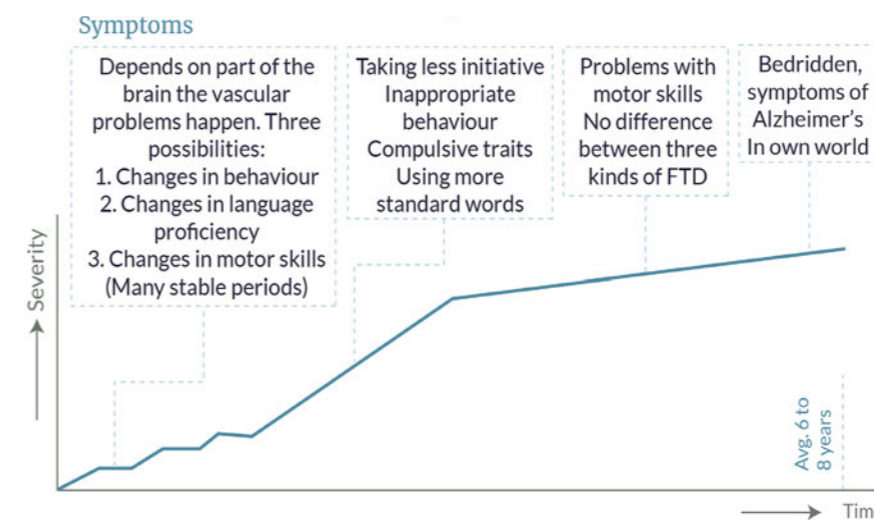 Symptoms
Depends on part of the
brain the vascular
problems happen. Three
possibilities:
1. Changes in behaviour
2. Changes in language
proficiency
3. Changes in motor skills
(Many stable periods)
Taking less initiative
Inappropriate
behaviour
Compulsive traits
Using more
standard words
Problems with
motor skills
No difference
between three
kinds of FTD
Bedridden,
symptoms of
Alzheimer's
In own world
Severity
Avg. 6 to
8 years
Tim